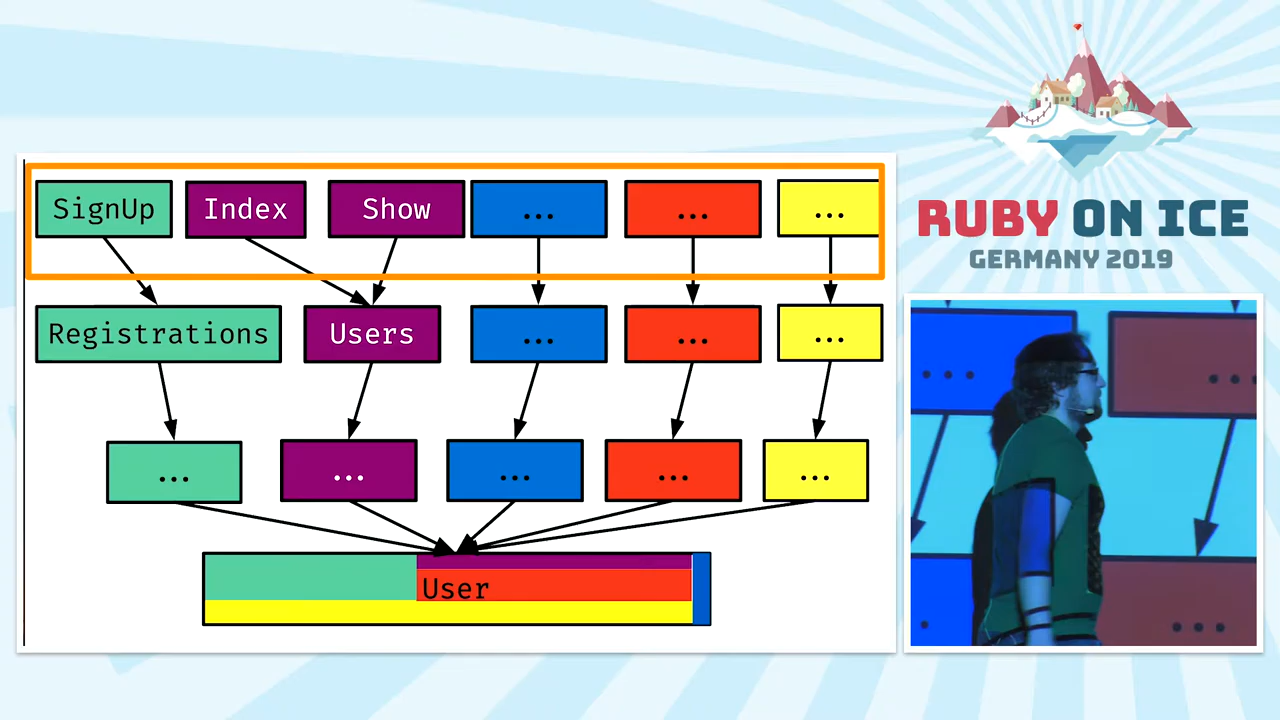 RUBY ON ICE
GERMANY 2019
SignUp Index Show ... ... ...
Registrations Users ... ... ...
... ... ... ... ...
User